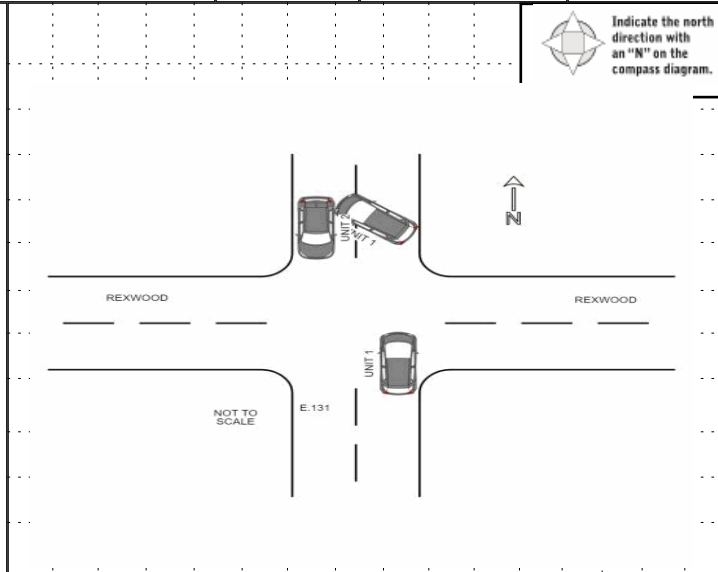 Indicate the north
direction with
an “N” on the
compass diagram.
N
UNIT 2
UNIT 1
REXWOOD
REXWOOD
UNIT 1
E.131
NOT TO
SCALE